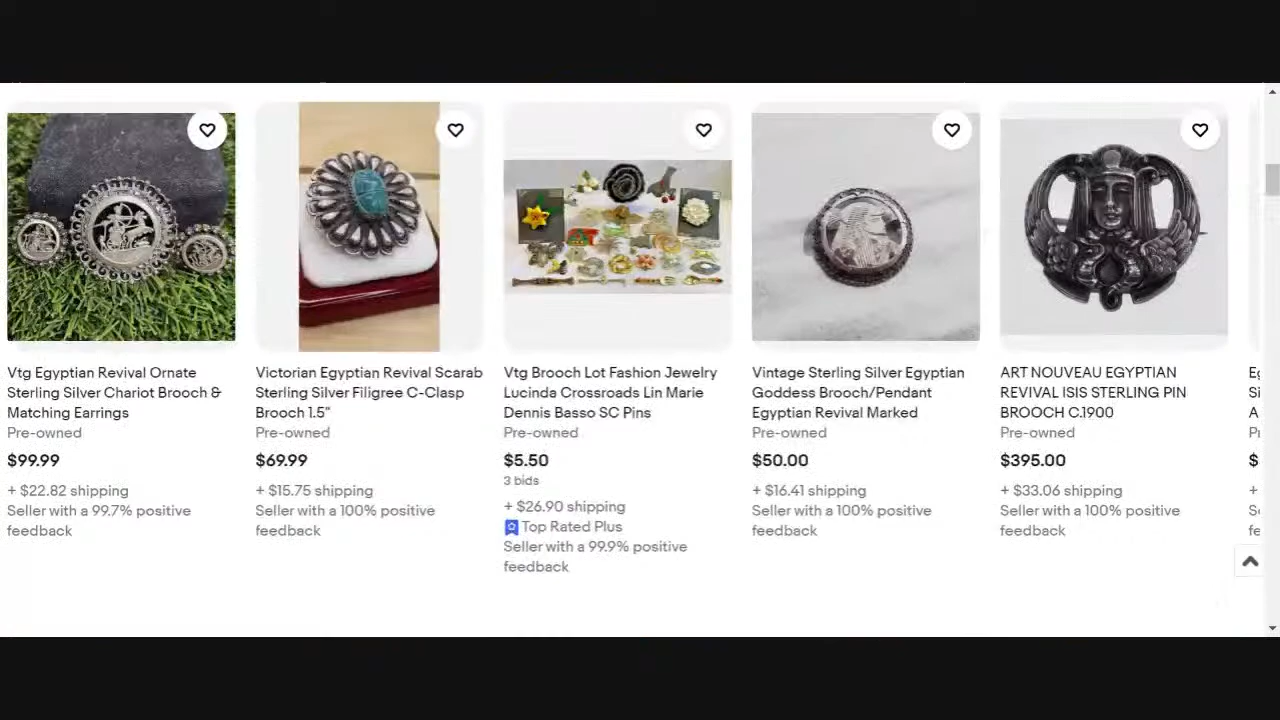 Vtg Egyptian Revival Ornate
Sterling Silver Chariot Brooch &
Matching Earrings
Pre-owned
$99.99
+ $22.82 shipping
Seller with a 99.7% positive
feedback
Victorian Egyptian Revival Scarab
Sterling Silver Filigree C-Clasp
Brooch 1.5"
Pre-owned
$69.99
+ $15.75 shipping
Seller with a 100% positive
feedback
Vtg Brooch Lot Fashion Jewelry
Lucinda Crossroads Lin Marie
Dennis Basso SC Pins
Pre-owned
$5.50
3 bids
+ $26.90 shipping
Top Rated Plus
Seller with a 99.9% positive
feedback
Vintage Sterling Silver Egyptian
Goddess Brooch/Pendant
Egyptian Revival Marked
Pre-owned
$50.00
+ $16.41 shipping
Seller with a 100% positive
feedback
ART NOUVEAU EGYPTIAN
REVIVAL ISIS STERLING PIN
BROOCH C.1900
Pre-owned
$395.00
+ $33.06 shipping
Seller with a 100% positive
feedback